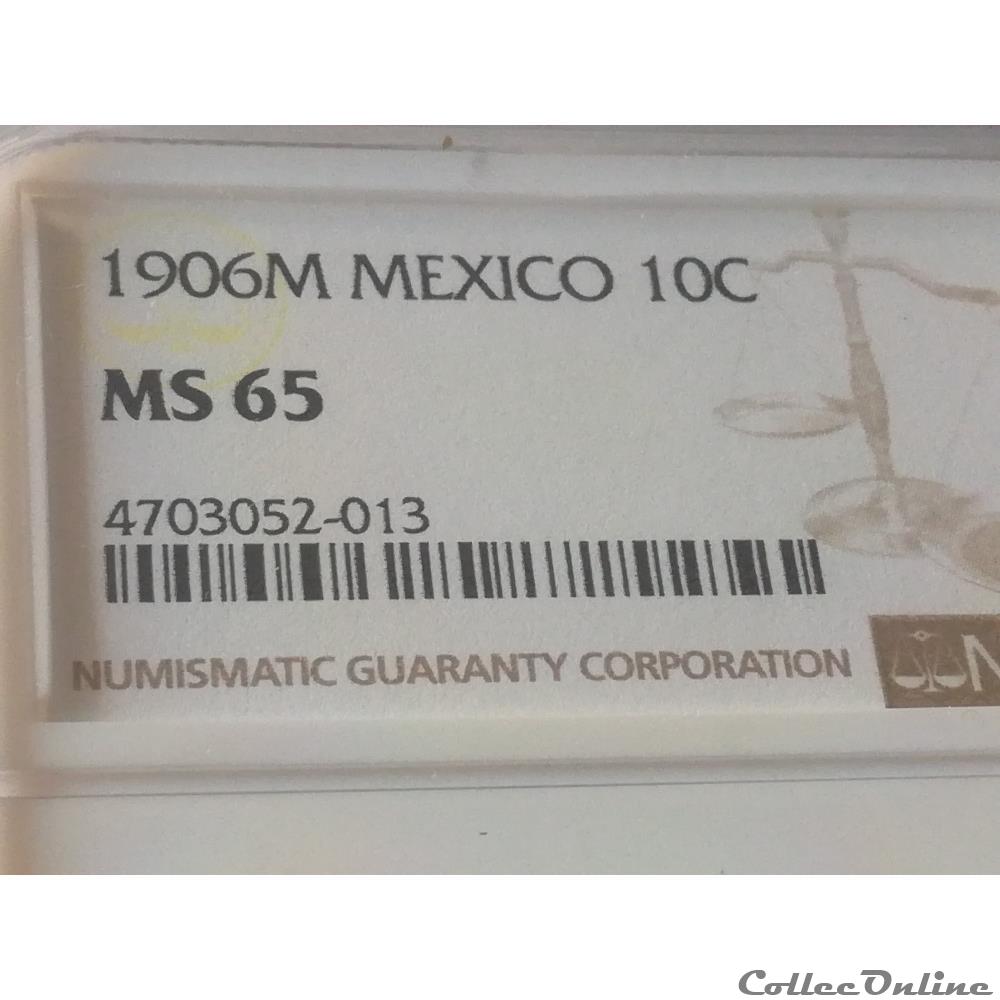 1906M MEXICO 10C
MS 65
4703052-013
NUMISMATIC GUARANTY CORPORATION
N
CollecOnline